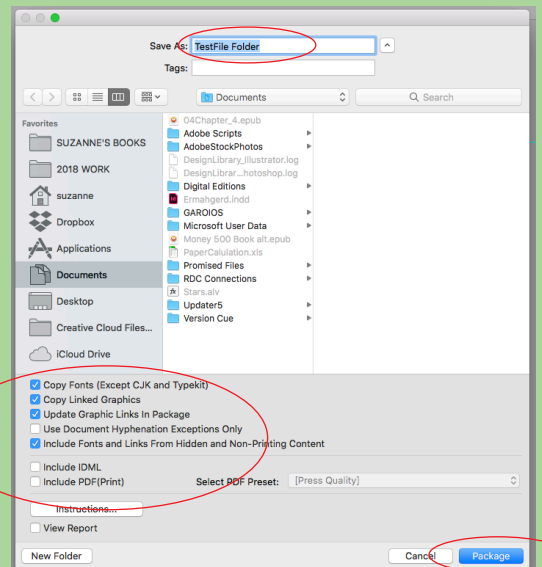 Save As: TestFile Folder
Tags:
Documents
Search
Favorites
SUZANNE'S BOOKS
2018 WORK
suzanne
Dropbox
Applications
Documents
Desktop
Creative Cloud Files...
iCloud Drive
04Chapter_4.epub
Adobe Scripts
AdobeStockPhotos
DesignLibrary_Illustrator.log
DesignLibrar...hotoshop.log
Digital Editions
Ermahgerd.indd
GAROIOS
Microsoft User Data
Money 500 Book alt.epub
PaperCalulation.xls
Promised Files
RDC Connections
Stars.aiv
Updater5
Version Cue
Copy Fonts (Except CJK and Typekit)
Copy Linked Graphics
Update Graphic Links In Package
Use Document Hyphenation Exceptions Only
Include Fonts and Links From Hidden and Non-Printing Content
Include IDML
Include PDF(Print) Select PDF Preset: [Press Quality]
Instructions...
View Report
New Folder Cancel Package